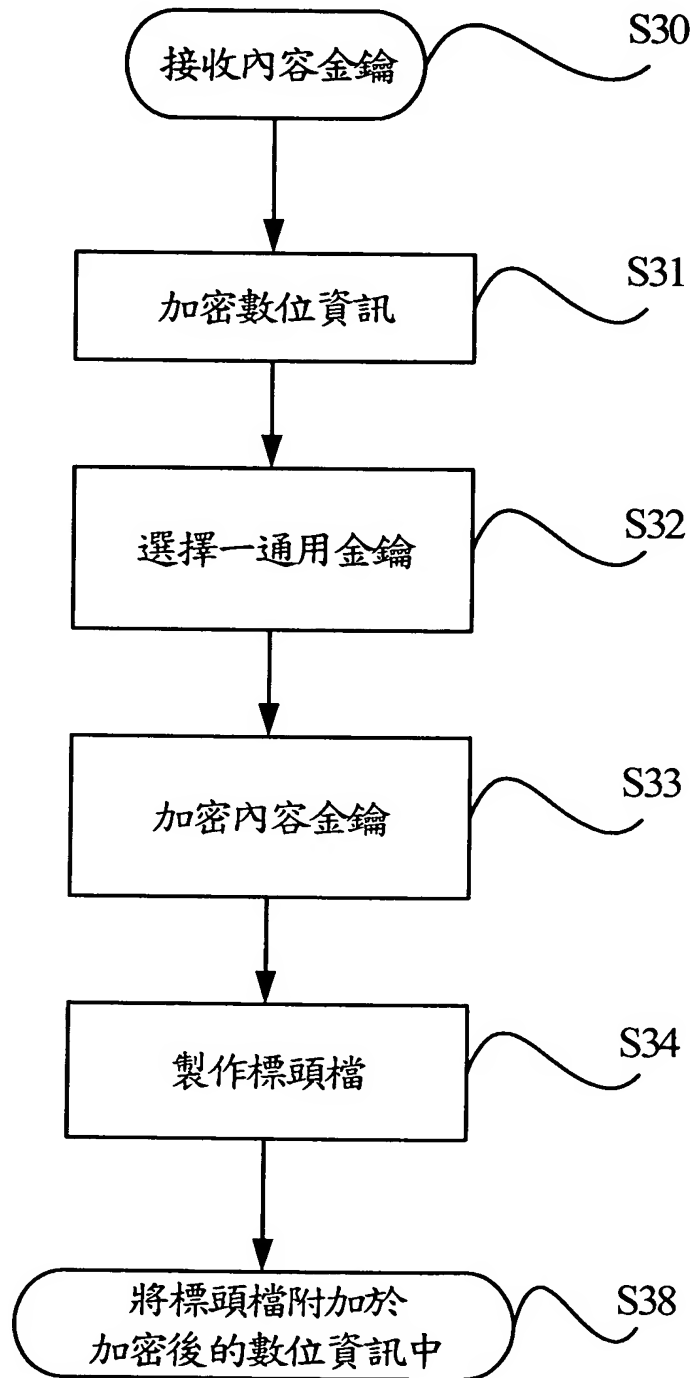 接收內容金鑰
S30
加密數位資訊
S31
選擇一通用金鑰
S32
加密內容金鑰
S33
製作標頭檔
S34
將標頭檔附加於
加密後的數位資訊中
S38